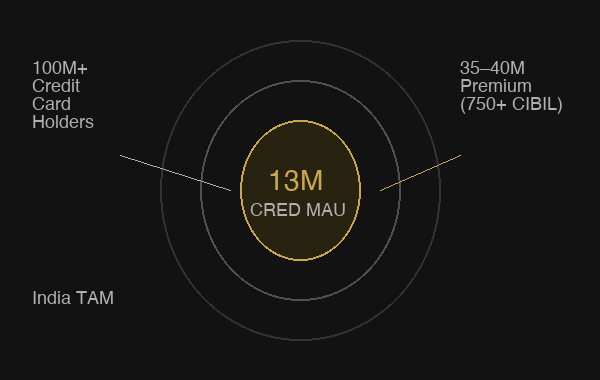 100M+
Credit
Card
Holders
35–40M
Premium
(750+ CIBIL)
13M
CRED MAU
India TAM